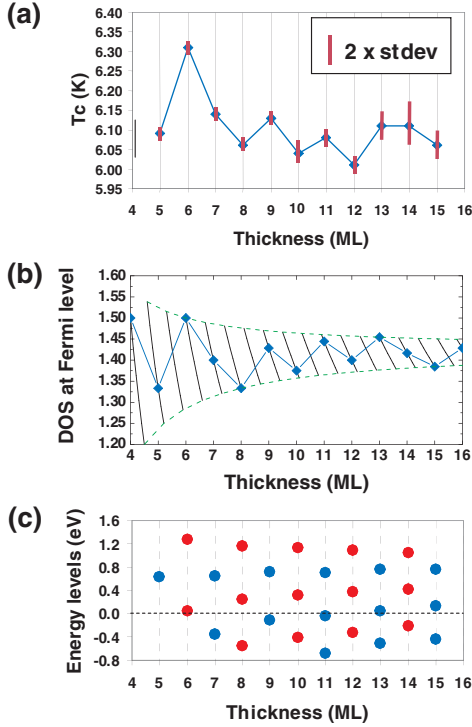 (a)
6.40
6.35
6.30
6.25
6.20
6.15
6.10
6.05
6.00
5.95
Tc (K)
2 x stdev
4 5 6 7 8 9 10 11 12 13 14 15 16
Thickness (ML)
(b)
1.60
1.55
1.50
1.45
1.40
1.35
1.30
1.25
1.20
DOS at Fermi level
4 5 6 7 8 9 10 11 12 13 14 15 16
Thickness (ML)
(c)
1.6
1.2
0.8
0.4
0.0
-0.4
-0.8
Energy levels (eV)
4 5 6 7 8 9 10 11 12 13 14 15 16
Thickness (ML)